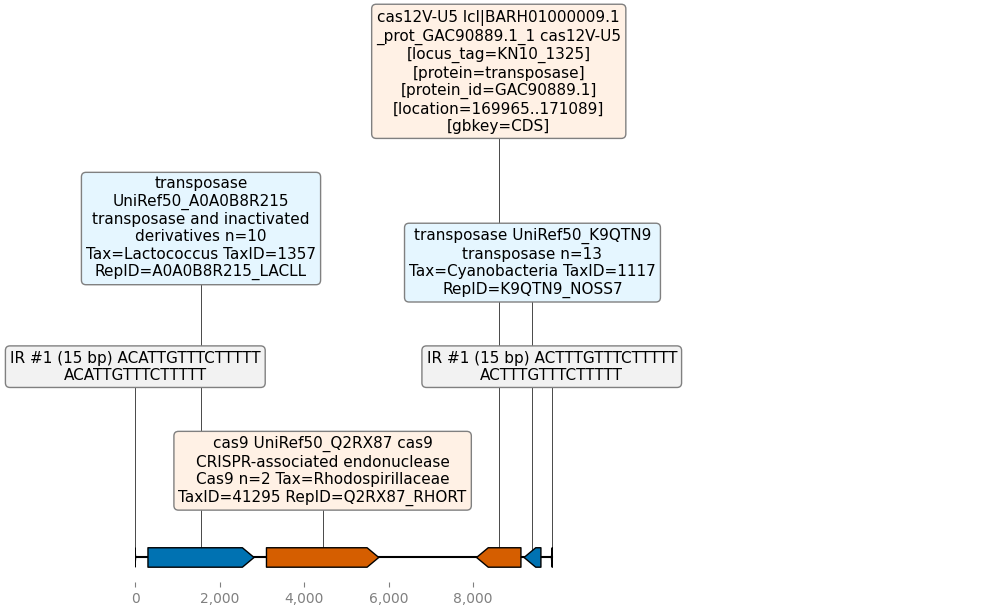 cas12V-U5 lcl|BARH01000009.1
_prot_GAC90889.1_1 cas12V-U5
[locus_tag=KN10_1325]
[protein=transposase]
[protein_id=GAC90889.1]
[location=169965..171089]
[gbkey=CDS]
transposase
UniRef50_A0A0B8R215
transposase and inactivated
derivatives n=10
Tax=Lactococcus TaxID=1357
RepID=A0A0B8R215_LACLL
transposase UniRef50_K9QTN9
transposase n=13
Tax=Cyanobacteria TaxID=1117
RepID=K9QTN9_NOSS7
IR #1 (15 bp) ACATTGTTTCTTTTT
ACATTGTTTCTTTTT
IR #1 (15 bp) ACTTTGTTTCTTTTT
ACTTTGTTTCTTTTT
cas9 UniRef50_Q2RX87 cas9
CRISPR-associated endonuclease
Cas9 n=2 Tax=Rhodospirillaceae
TaxID=41295 RepID=Q2RX87_RHORT
0 2,000 4,000 6,000 8,000